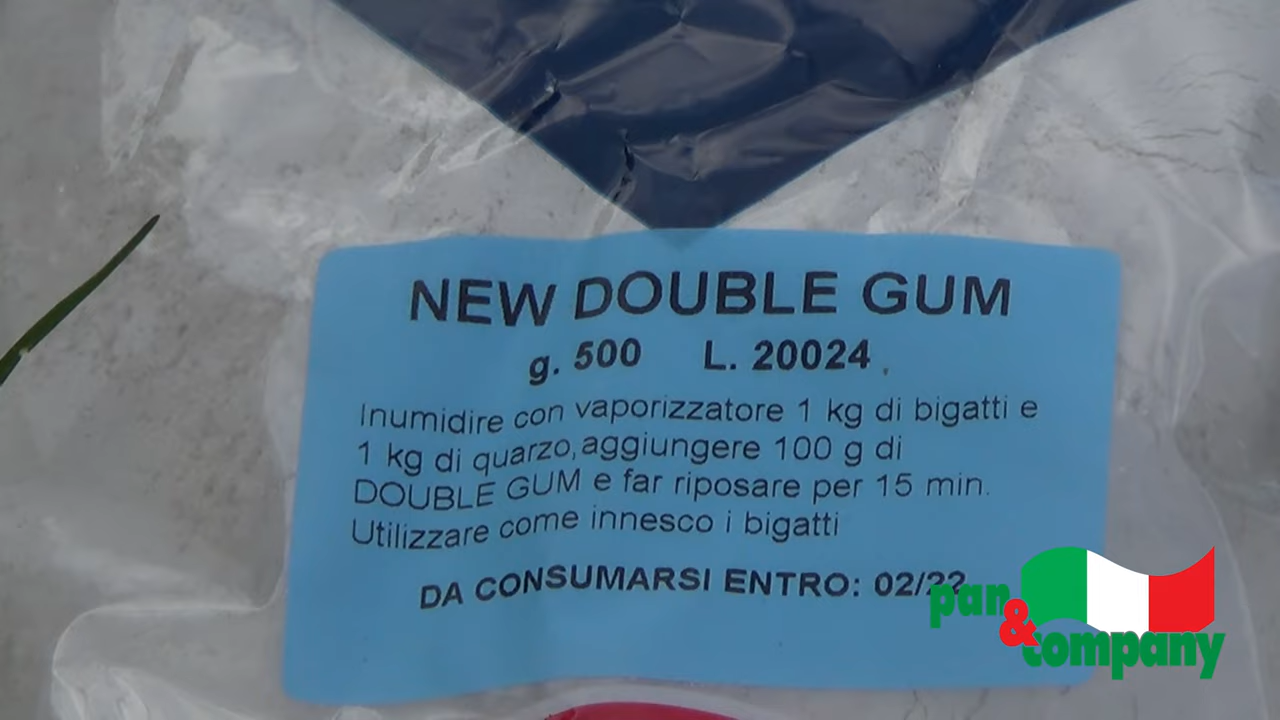 NEW DOUBLE GUM
g. 500 L. 20024
Inumidire con vaporizzatore 1 kg di bigatti e
1 kg di quarzo, aggiungere 100 g di
DOUBLE GUM e far riposare per 15 min.
Utilizzare come innesco i bigatti
DA CONSUMARSI ENTRO: 02/22
pan
&
company